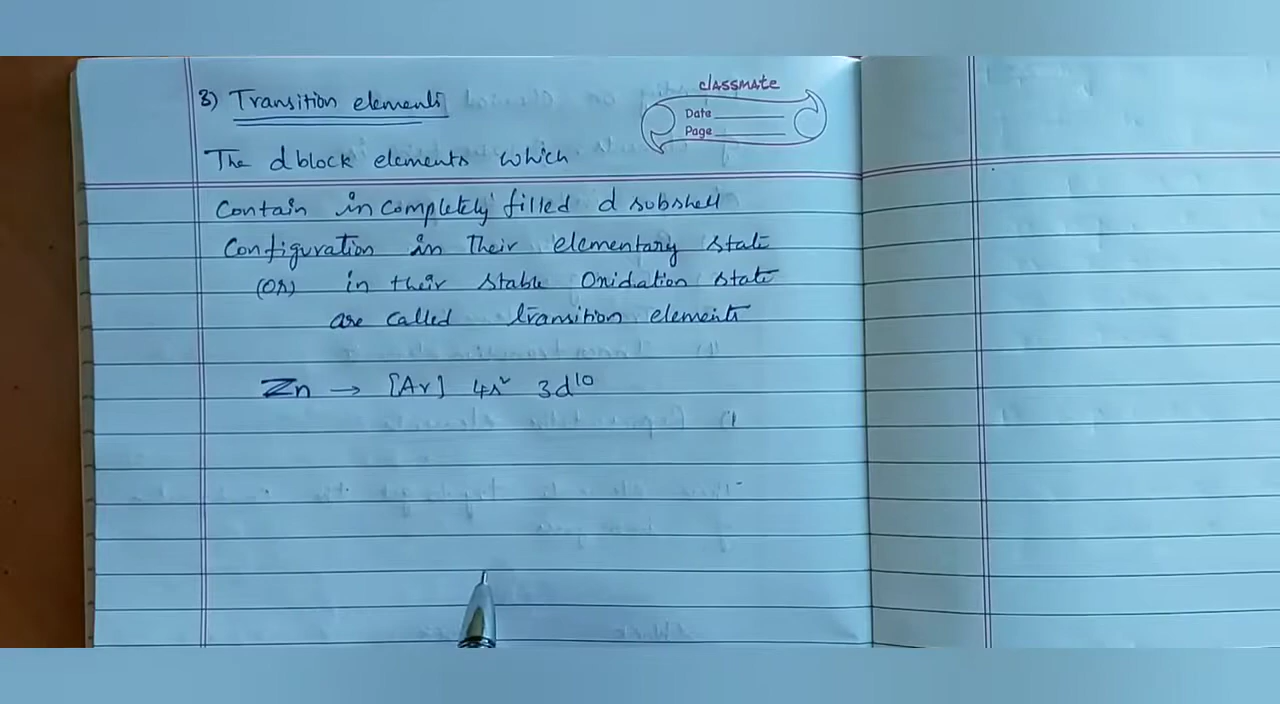 3) Transition elements
classmate
Date
Page
The d block elements which
Contain incompletely filled d subshell
Configuration in Their elementary state
(or) in their stable Oxidation state
are called transition elements
Zn → [Ar] 4s² 3d¹⁰